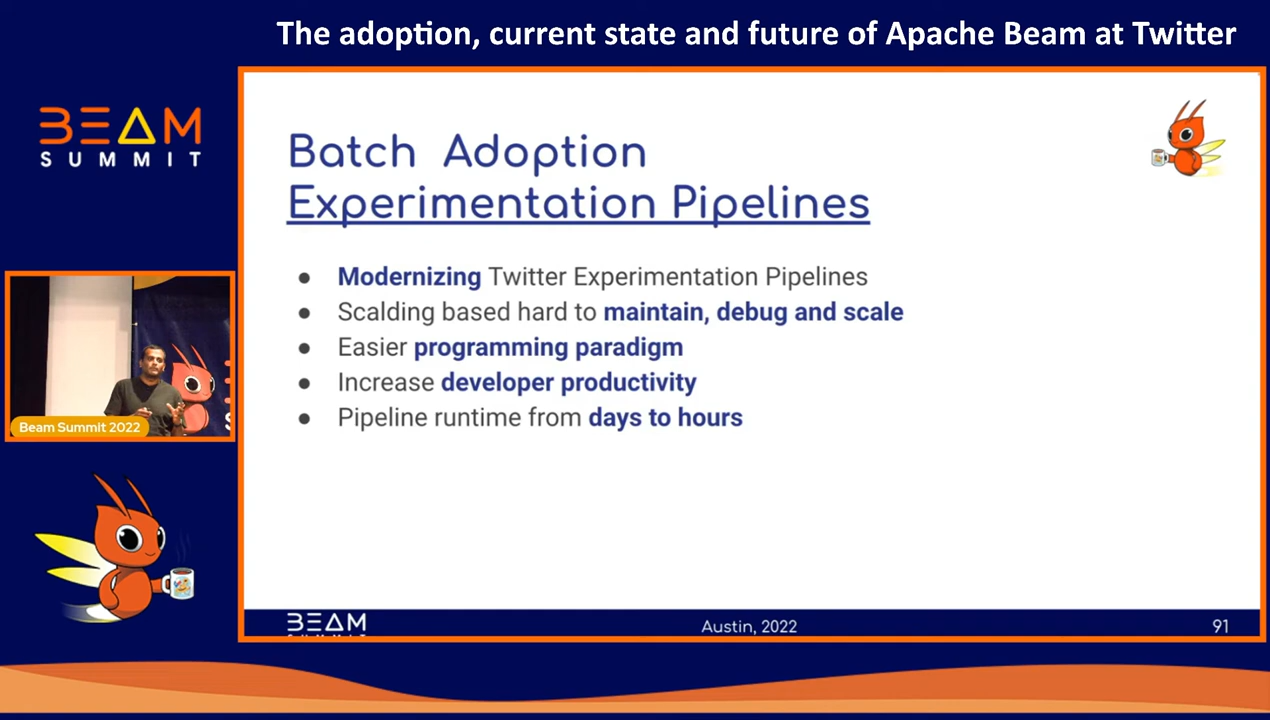 The adoption, current state and future of Apache Beam at Twitter
BEAM
SUMMIT
Batch Adoption
Experimentation Pipelines
● Modernizing Twitter Experimentation Pipelines
● Scalding based hard to maintain, debug and scale
● Easier programming paradigm
● Increase developer productivity
● Pipeline runtime from days to hours
Beam Summit 2022
BEAM
Austin, 2022
91